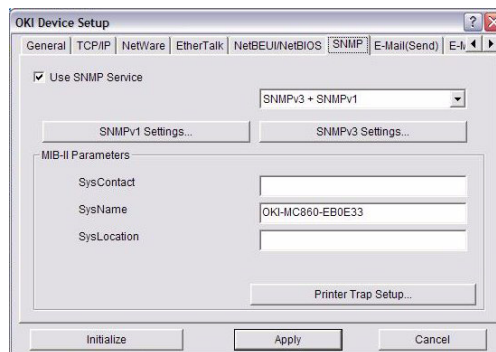 OKI Device Setup
General TCP/IP NetWare EtherTalk NetBEUI/NetBIOS SNMP E-Mail(Send)
Use SNMP Service
SNMPv3 + SNMPv1
SNMPv1 Settings... SNMPv3 Settings...
MIB-II Parameters
SysContact
SysName OKI-MC860-EB0E33
SysLocation
Printer Trap Setup...
Initialize Apply Cancel